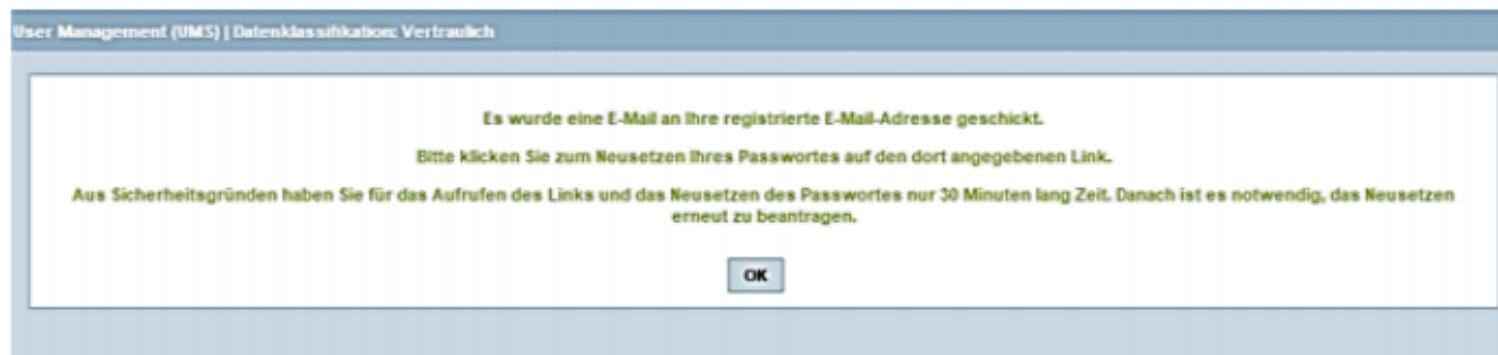 User Management (UMS) | Datenklassifikation: Vertraulich
Es wurde eine E-Mail an Ihre registrierte E-Mail-Adresse geschickt.
Bitte klicken Sie zum Neusetzen Ihres Passwortes auf den dort angegebenen Link.
Aus Sicherheitsgründen haben Sie für das Aufrufen des Links und das Neusetzen des Passwortes nur 30 Minuten lang Zeit. Danach ist es notwendig, das Neusetzen
erneut zu beantragen.
OK